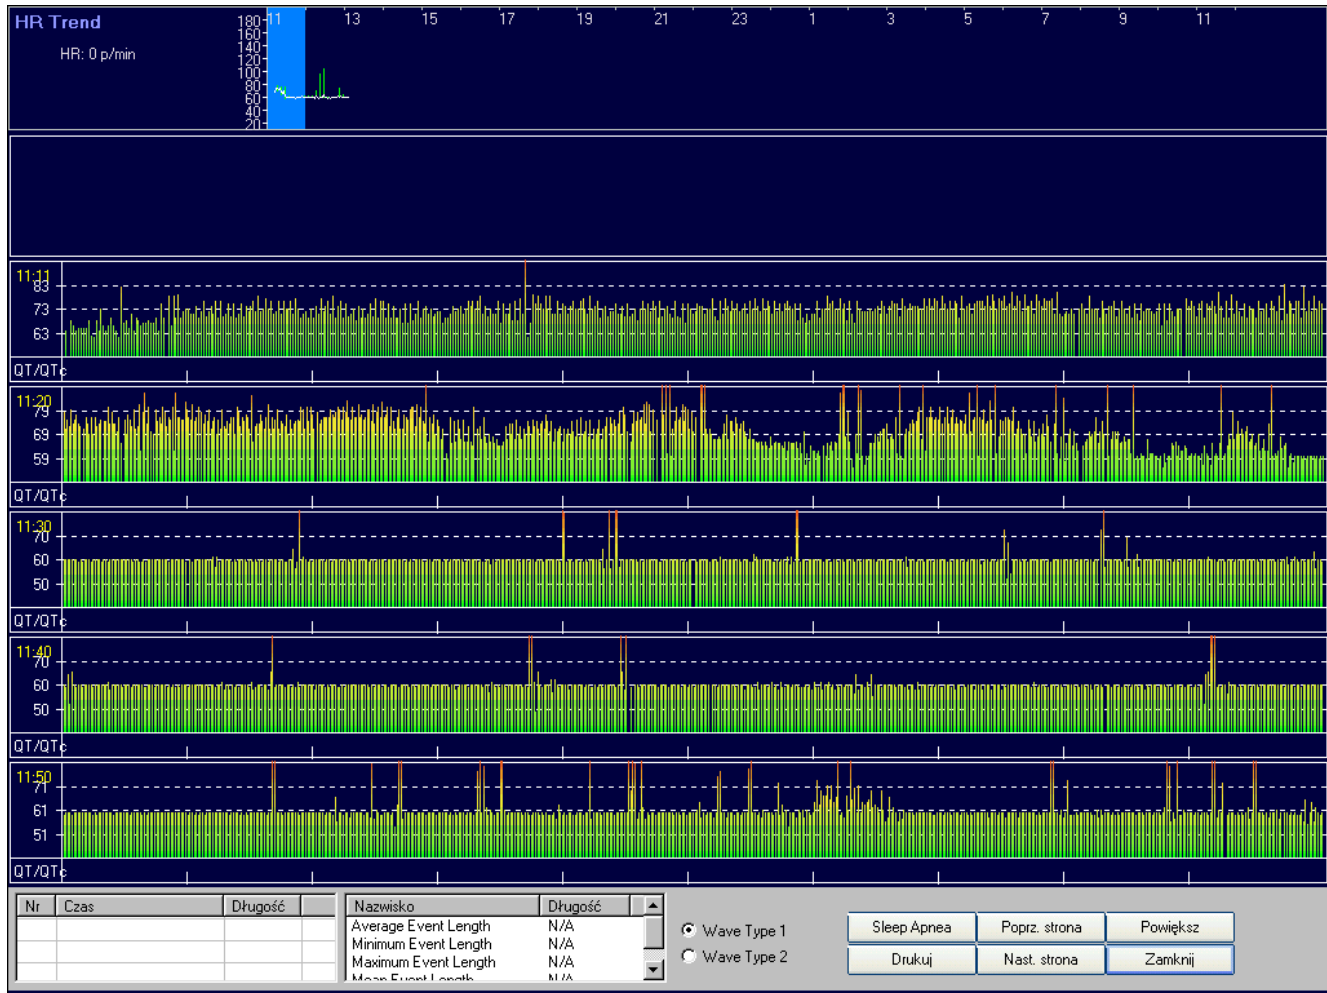 HR Trend
HR: 0 p/min
180 11 13 15 17 19 21 23 1 3 5 7 9 11
160
140
120
100
80
60
40
20
11:11
83
73
63
QT/QTc
11:20
79
69
59
QT/QTc
11:30
70
60
50
QT/QTc
11:40
70
60
50
QT/QTc
11:50
71
61
51
QT/QTc
Nr Czas Długość
Nazwisko Długość
Average Event Length N/A
Minimum Event Length N/A
Maximum Event Length N/A
Mean Event Length N/A
Wave Type 1
Wave Type 2
Sleep Apnea Poprz. strona Powiększ
Drukuj Nast. strona Zamknij